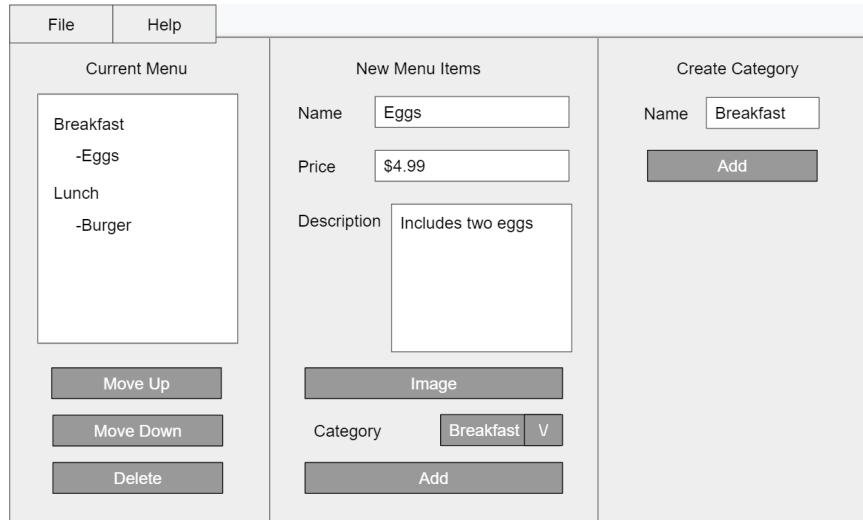 File
Help
Current Menu
Breakfast
-Eggs
Lunch
-Burger
Move Up
Move Down
Delete
New Menu Items
Name
Eggs
Price
$4.99
Description
Includes two eggs
Image
Category
Breakfast
\/
Add
Create Category
Name
Breakfast
Add